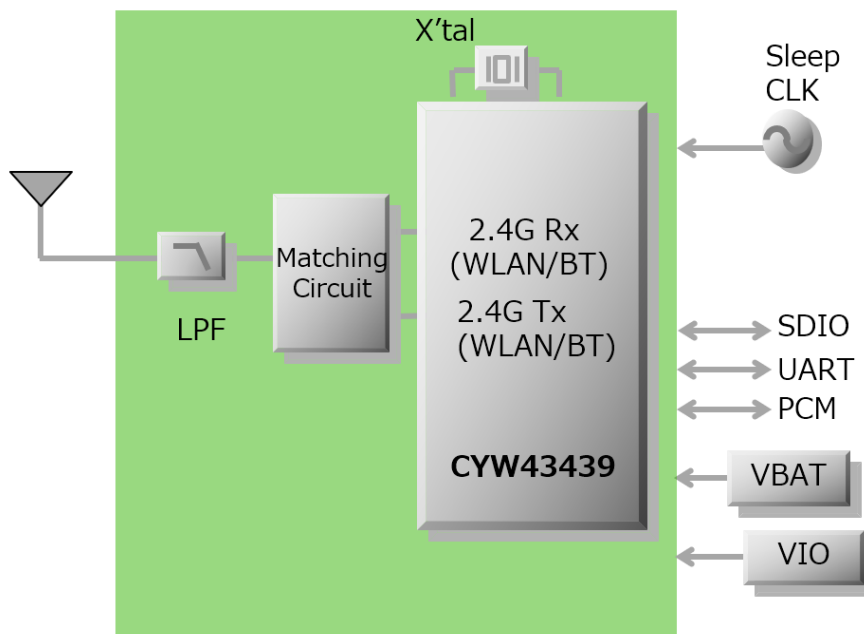 X'tal
Sleep
CLK
2.4G Rx
(WLAN/BT)
Matching
Circuit
2.4G Tx
(WLAN/BT)
LPF
SDIO
UART
PCM
CYW43439
VBAT
VIO